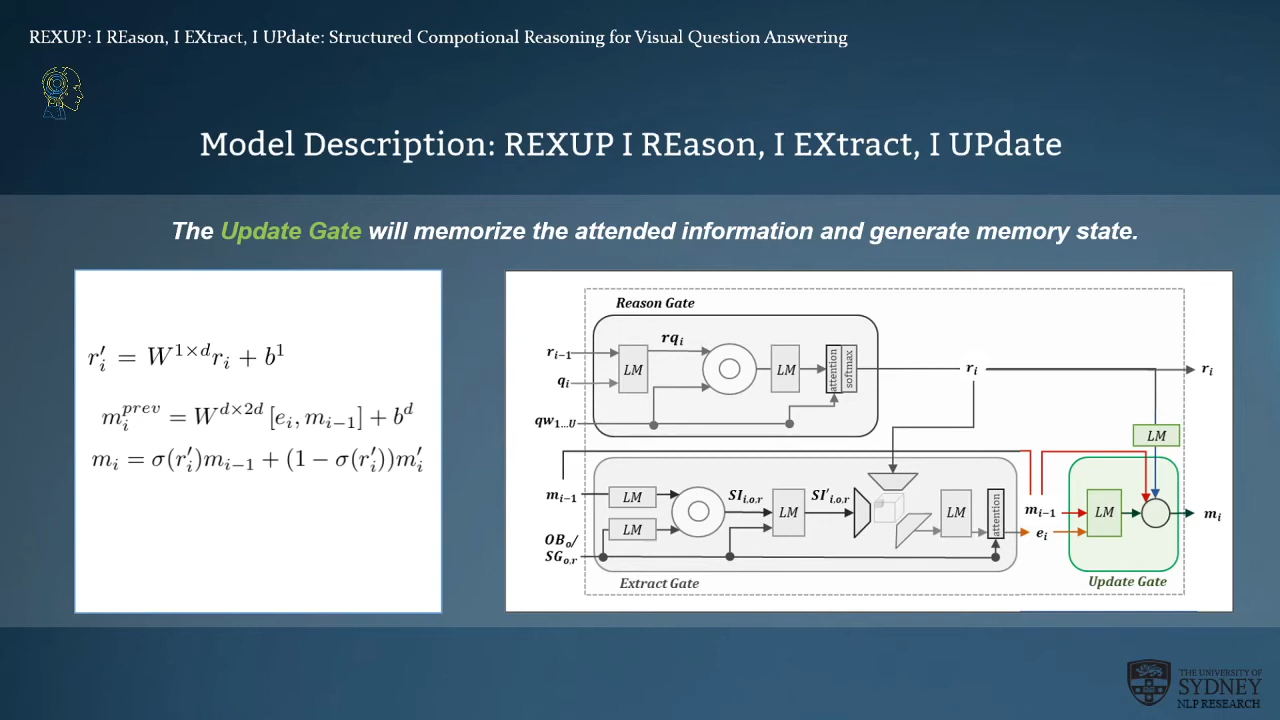 REXUP: I REason, I EXtract, I UPdate: Structured Compotional Reasoning for Visual Question Answering
Model Description: REXUP I REason, I EXtract, I UPdate
The Update Gate will memorize the attended information and generate memory state.
r′_i = W^{1×d} r_i + b^1
m_i^{prev} = W^{d×2d} [e_i, m_{i−1}] + b^d
m_i = σ(r′_i)m_{i−1} + (1 − σ(r′_i))m′_i
Reason Gate
r_{i−1}
q_i
qw_{1…U}
LM
rq_i
LM
attention
softmax
r_i
r_i
LM
m_{i−1}
OB_o/
SG_{o,r}
LM
LM
SI_{i,o,r}
LM
SI′_{i,o,r}
LM
attention
Extract Gate
m_{i−1}
e_i
LM
m_i
Update Gate
THE UNIVERSITY OF
SYDNEY
NLP RESEARCH